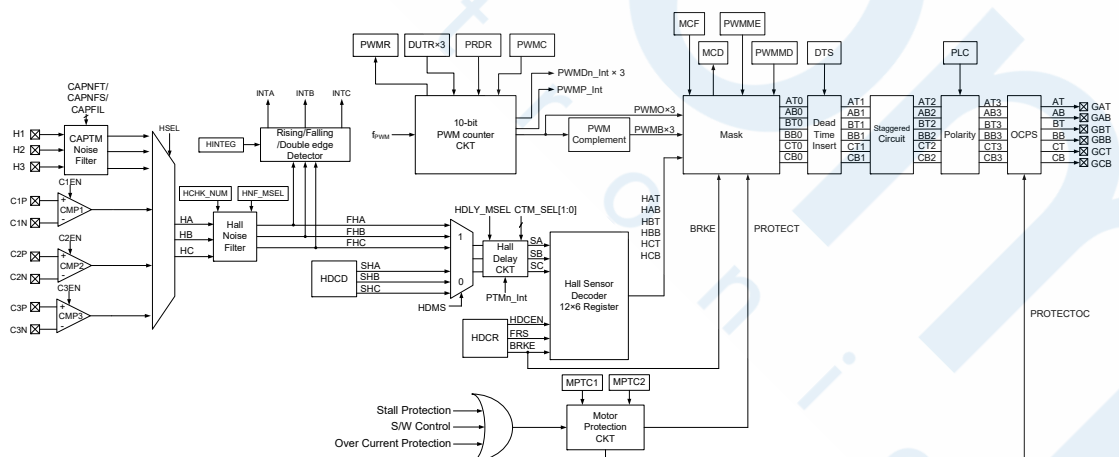 CAPNFT/
CAPNFS/
CAPFIL
H1
H2
H3
CAPTM
Noise
Filter
HSEL
C1EN
C1P
C1N
CMP1
C2EN
C2P
C2N
CMP2
C3EN
C3P
C3N
CMP3
HA
HB
HC
HCHK_NUM
HNF_MSEL
Hall
Noise
Filter
INTA
INTB
INTC
HINTEG
Rising/Falling
/Double edge
Detector
FHA
FHB
FHC
HDCD
SHA
SHB
SHC
1
0
HDMS
HDLY_MSEL
CTM_SEL[1:0]
Hall
Delay
CKT
PTMn_Int
SA
SB
SC
HDCR
HDCEN
FRS
BRKE
Hall Sensor
Decoder
12×6 Register
PWMR
DUTR×3
PRDR
PWMC
fPWM
10-bit
PWM counter
CKT
PWMDn_Int × 3
PWMP_Int
PWMO×3
PWM
Complement
PWMB×3
HAT
HAB
HBT
HBB
HCT
HCB
BRKE
PROTECT
MCF
MCD
PWMME
PWMMD
Mask
AT0
AB0
BT0
BB0
CT0
CB0
DTS
Dead
Time
Insert
AT1
AB1
BT1
BB1
CT1
CB1
Staggered
Circuit
AT2
AB2
BT2
BB2
CT2
CB2
PLC
Polarity
AT3
AB3
BT3
BB3
CT3
CB3
OCPS
AT
AB
BT
BB
CT
CB
GAT
GAB
GBT
GBB
GCT
GCB
PROTECTOC
Stall Protection
S/W Control
Over Current Protection
MPTC1
MPTC2
Motor
Protection
CKT